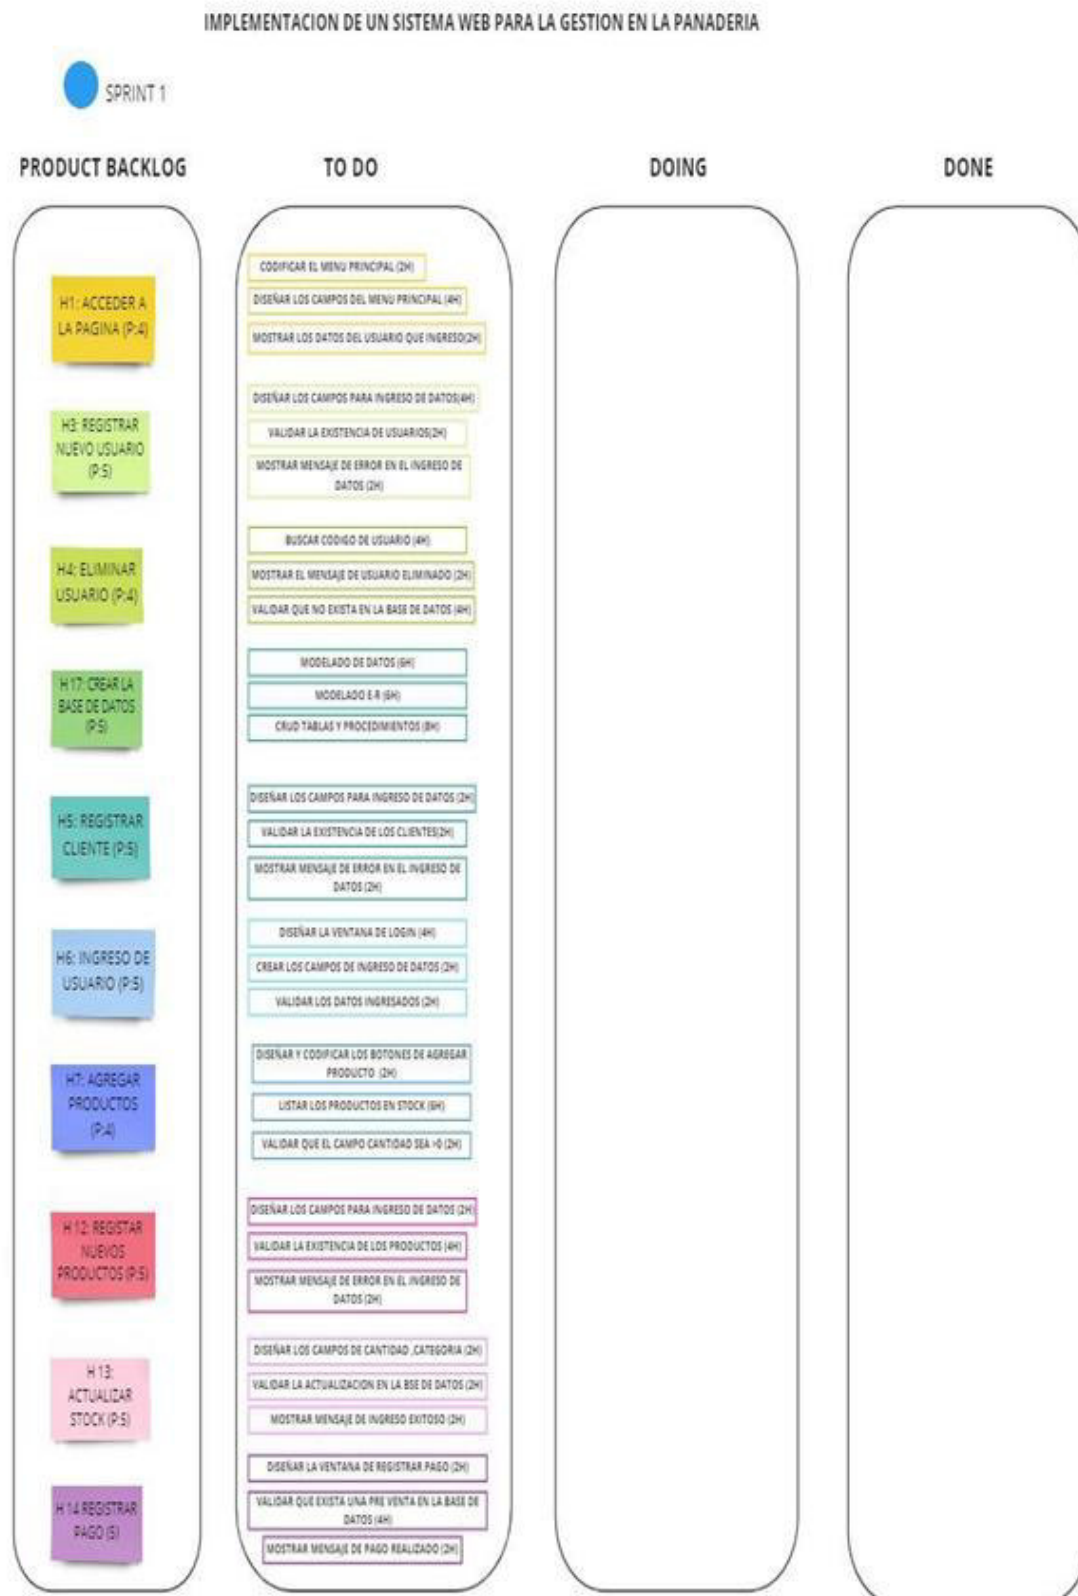 IMPLEMENTACION DE UN SISTEMA WEB PARA LA GESTION EN LA PANADERIA
SPRINT 1
PRODUCT BACKLOG
TO DO
DOING
DONE
H1: ACCEDER A
LA PAGINA (P:4)
CODIFICAR EL MENU PRINCIPAL (2H)
DISEÑAR LOS CAMPOS DEL MENU PRINCIPAL (4H)
MOSTRAR LOS DATOS DEL USUARIO QUE INGRESO(2H)
H3: REGISTRAR
NUEVO USUARIO
(P:5)
DISEÑAR LOS CAMPOS PARA INGRESO DE DATOS(4H)
VALIDAR LA EXISTENCIA DE USUARIOS(2H)
MOSTRAR MENSAJE DE ERROR EN EL INGRESO DE
DATOS (2H)
H4: ELIMINAR
USUARIO (P:4)
BUSCAR CODIGO DE USUARIO (4H)
MOSTRAR EL MENSAJE DE USUARIO ELIMINADO (2H)
VALIDAR QUE NO EXISTA EN LA BASE DE DATOS (4H)
H 17: CREAR LA
BASE DE DATOS
(P:5)
MODELADO DE DATOS (6H)
MODELADO E-R (6H)
CRUD TABLAS Y PROCEDIMIENTOS (8H)
H5: REGISTRAR
CLIENTE (P:5)
DISEÑAR LOS CAMPOS PARA INGRESO DE DATOS (2H)
VALIDAR LA EXISTENCIA DE LOS CLIENTES(2H)
MOSTRAR MENSAJE DE ERROR EN EL INGRESO DE
DATOS (2H)
H6: INGRESO DE
USUARIO (P:5)
DISEÑAR LA VENTANA DE LOGIN (4H)
CREAR LOS CAMPOS DE INGRESO DE DATOS (2H)
VALIDAR LOS DATOS INGRESADOS (2H)
H7: AGREGAR
PRODUCTOS
(P:4)
DISEÑAR Y CODIFICAR LOS BOTONES DE AGREGAR
PRODUCTO (2H)
LISTAR LOS PRODUCTOS EN STOCK (6H)
VALIDAR QUE EL CAMPO CANTIDAD SEA >0 (2H)
H 12: REGISTAR
NUEVOS
PRODUCTOS (P:5)
DISEÑAR LOS CAMPOS PARA INGRESO DE DATOS (2H)
VALIDAR LA EXISTENCIA DE LOS PRODUCTOS (4H)
MOSTRAR MENSAJE DE ERROR EN EL INGRESO DE
DATOS (2H)
H 13:
ACTUALIZAR
STOCK (P:5)
DISEÑAR LOS CAMPOS DE CANTIDAD ,CATEGORIA (2H)
VALIDAR LA ACTUALIZACION EN LA BSE DE DATOS (2H)
MOSTRAR MENSAJE DE INGRESO EXITOSO (2H)
H 14 REGISTRAR
PAGO (5)
DISEÑAR LA VENTANA DE REGISTRAR PAGO (2H)
VALIDAR QUE EXISTA UNA PRE VENTA EN LA BASE DE
DATOS (4H)
MOSTRAR MENSAJE DE PAGO REALIZADO (2H)